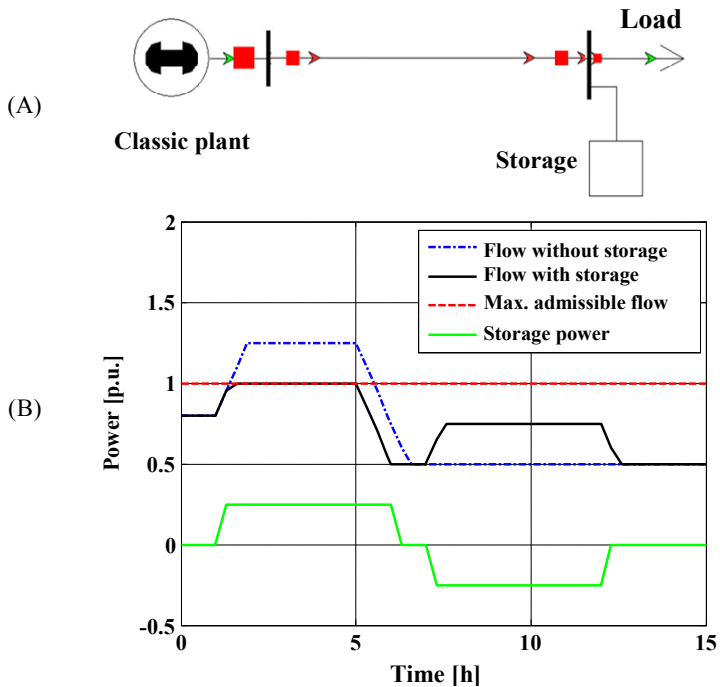 Load
(A)
Classic plant
Storage
(B)
Power [p.u.]
2
1.5
1
0.5
0
-0.5
Flow without storage
Flow with storage
Max. admissible flow
Storage power
0
5
10
15
Time [h]